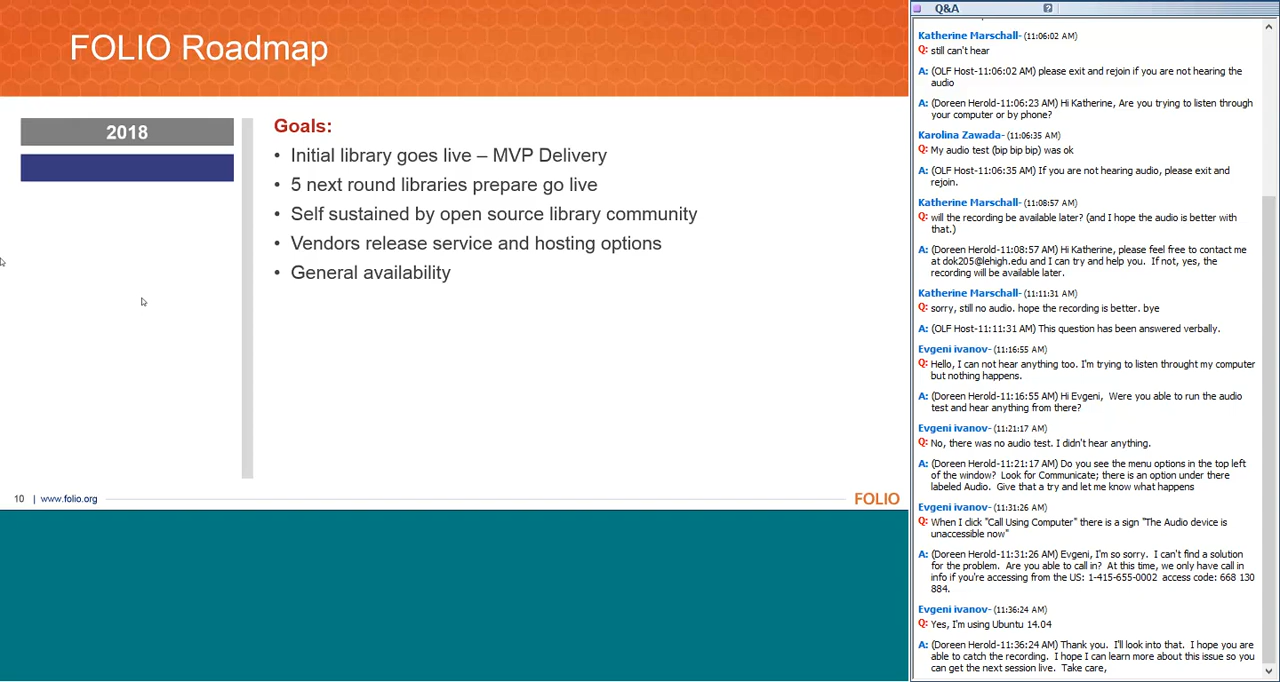 FOLIO Roadmap
2018
Goals:
• Initial library goes live – MVP Delivery
• 5 next round libraries prepare go live
• Self sustained by open source library community
• Vendors release service and hosting options
• General availability
10 | www.folio.org
FOLIO
Q&A
Katherine Marschall- (11:06:02 AM)
Q: still can't hear
A: (OLF Host-11:06:02 AM) please exit and rejoin if you are not hearing the
audio
A: (Doreen Herold-11:06:23 AM) Hi Katherine, Are you trying to listen through
your computer or by phone?
Karolina Zawada- (11:06:35 AM)
Q: My audio test (bip bip bip) was ok
A: (OLF Host-11:06:35 AM) If you are not hearing audio, please exit and
rejoin.
Katherine Marschall- (11:08:57 AM)
Q: will the recording be available later? (and I hope the audio is better with
that.)
A: (Doreen Herold-11:08:57 AM) Hi Katherine, please feel free to contact me
at dok205@lehigh.edu and I can try and help you. If not, yes, the
recording will be available later.
Katherine Marschall- (11:11:31 AM)
Q: sorry, still no audio. hope the recording is better. bye
A: (OLF Host-11:11:31 AM) This question has been answered verbally.
Evgeni ivanov- (11:16:55 AM)
Q: Hello, I can not hear anything too. I'm trying to listen throught my computer
but nothing happens.
A: (Doreen Herold-11:16:55 AM) Hi Evgeni, Were you able to run the audio
test and hear anything from there?
Evgeni ivanov- (11:21:17 AM)
Q: No, there was no audio test. I didn't hear anything.
A: (Doreen Herold-11:21:17 AM) Do you see the menu options in the top left
of the window? Look for Communicate; there is an option under there
labeled Audio. Give that a try and let me know what happens
Evgeni ivanov- (11:31:26 AM)
Q: When I click "Call Using Computer" there is a sign "The Audio device is
unaccessible now"
A: (Doreen Herold-11:31:26 AM) Evgeni, I'm so sorry. I can't find a solution
for the problem. Are you able to call in? At this time, we only have call in
info if you're accessing from the US: 1-415-655-0002 access code: 668 130
884.
Evgeni ivanov- (11:36:24 AM)
Q: Yes, I'm using Ubuntu 14.04
A: (Doreen Herold-11:36:24 AM) Thank you. I'll look into that. I hope you are
able to catch the recording. I hope I can learn more about this issue so you
can get the next session live. Take care,